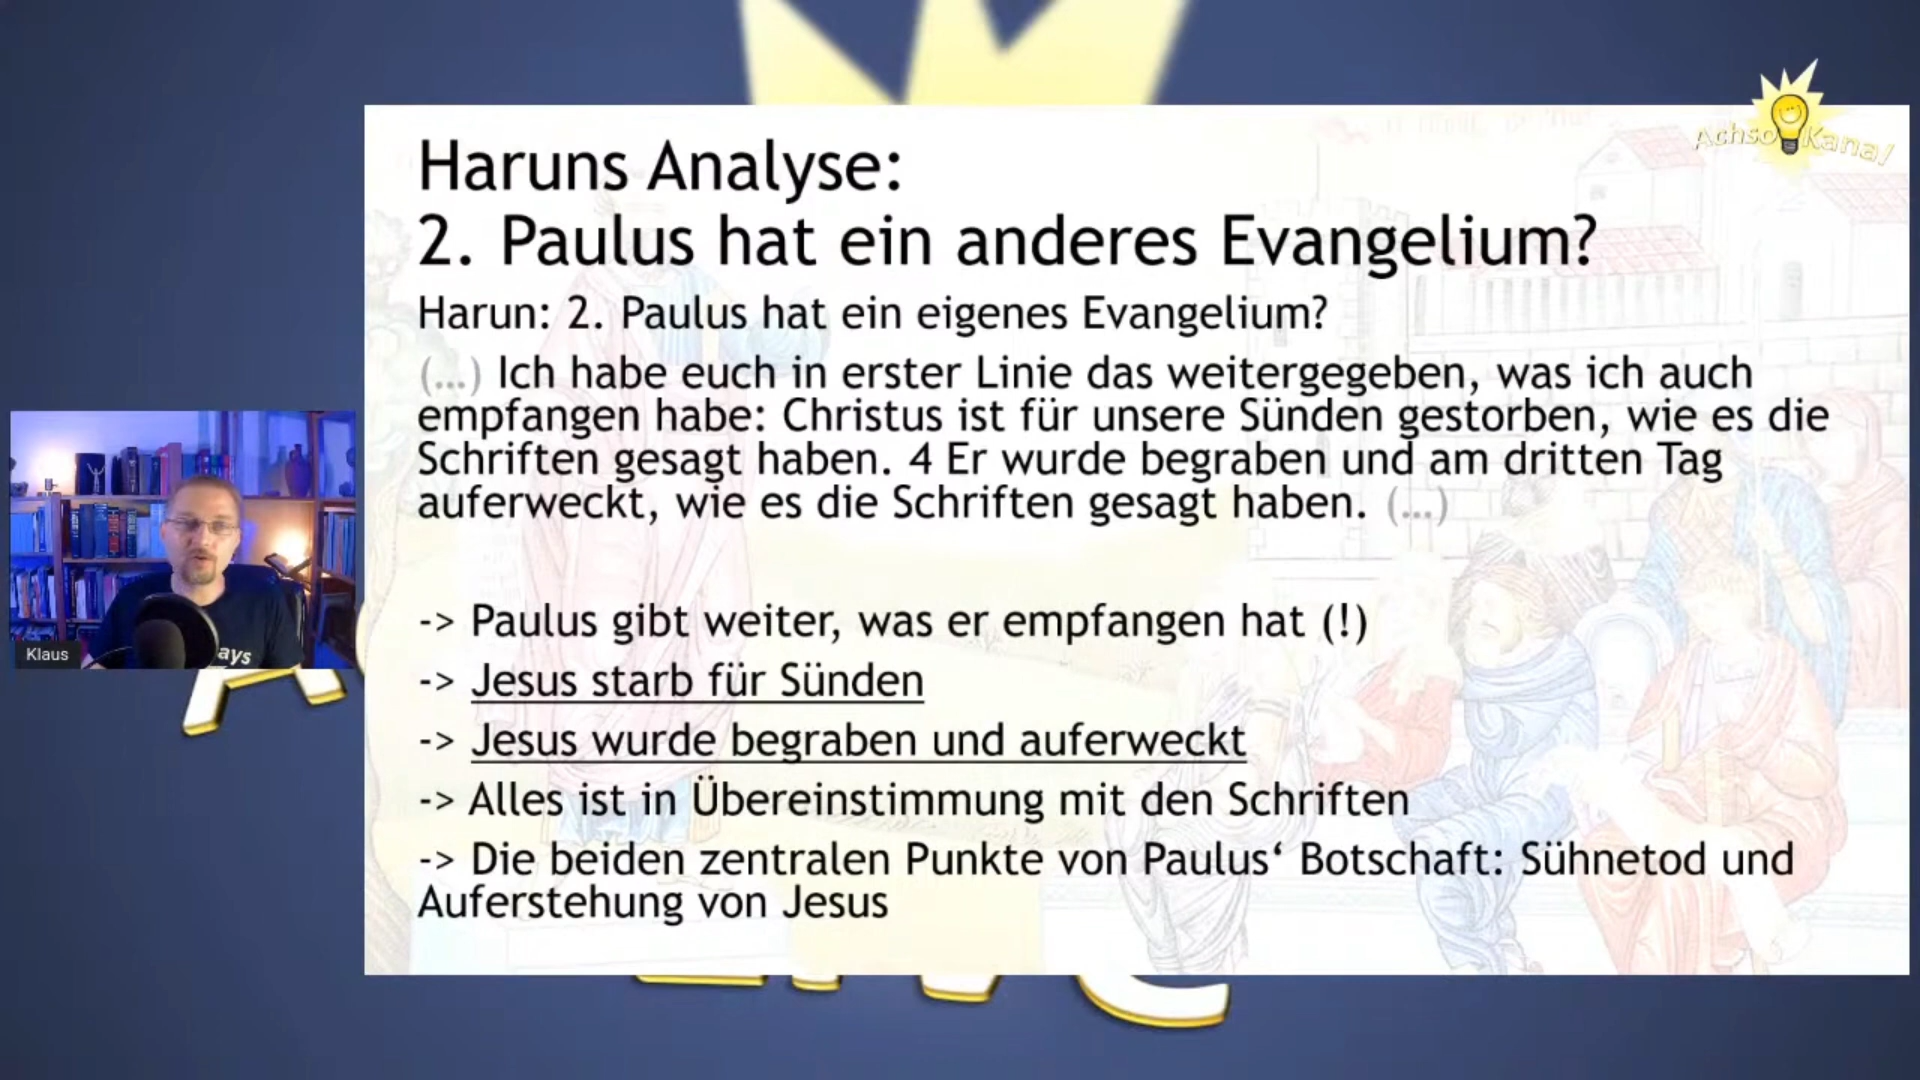 Achso Kanal
Haruns Analyse:
2. Paulus hat ein anderes Evangelium?
Harun: 2. Paulus hat ein eigenes Evangelium?
(...) Ich habe euch in erster Linie das weitergegeben, was ich auch
empfangen habe: Christus ist für unsere Sünden gestorben, wie es die
Schriften gesagt haben. 4 Er wurde begraben und am dritten Tag
auferweckt, wie es die Schriften gesagt haben. (...)
-> Paulus gibt weiter, was er empfangen hat (!)
-> Jesus starb für Sünden
-> Jesus wurde begraben und auferweckt
-> Alles ist in Übereinstimmung mit den Schriften
-> Die beiden zentralen Punkte von Paulus‘ Botschaft: Sühnetod und
Auferstehung von Jesus
Klaus
ays